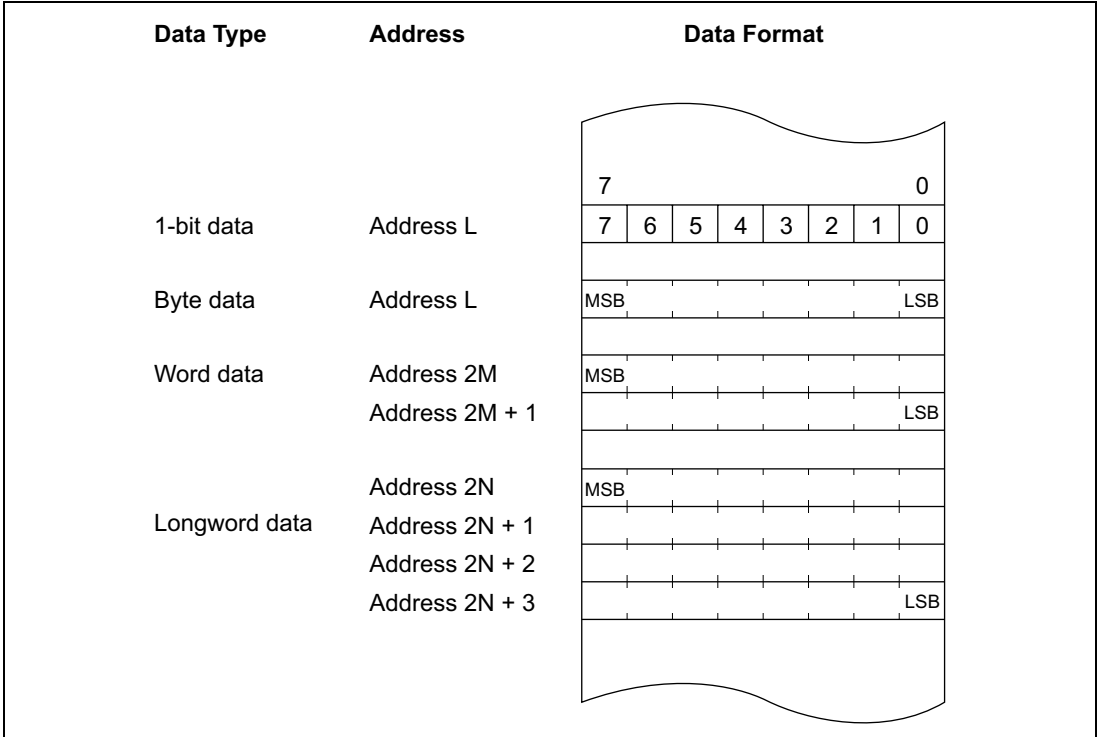 Data Type Address Data Format
7 0
1-bit data Address L 7 6 5 4 3 2 1 0
Byte data Address L MSB LSB
Word data Address 2M MSB
Address 2M + 1 LSB
Address 2N MSB
Longword data Address 2N + 1
Address 2N + 2
Address 2N + 3 LSB